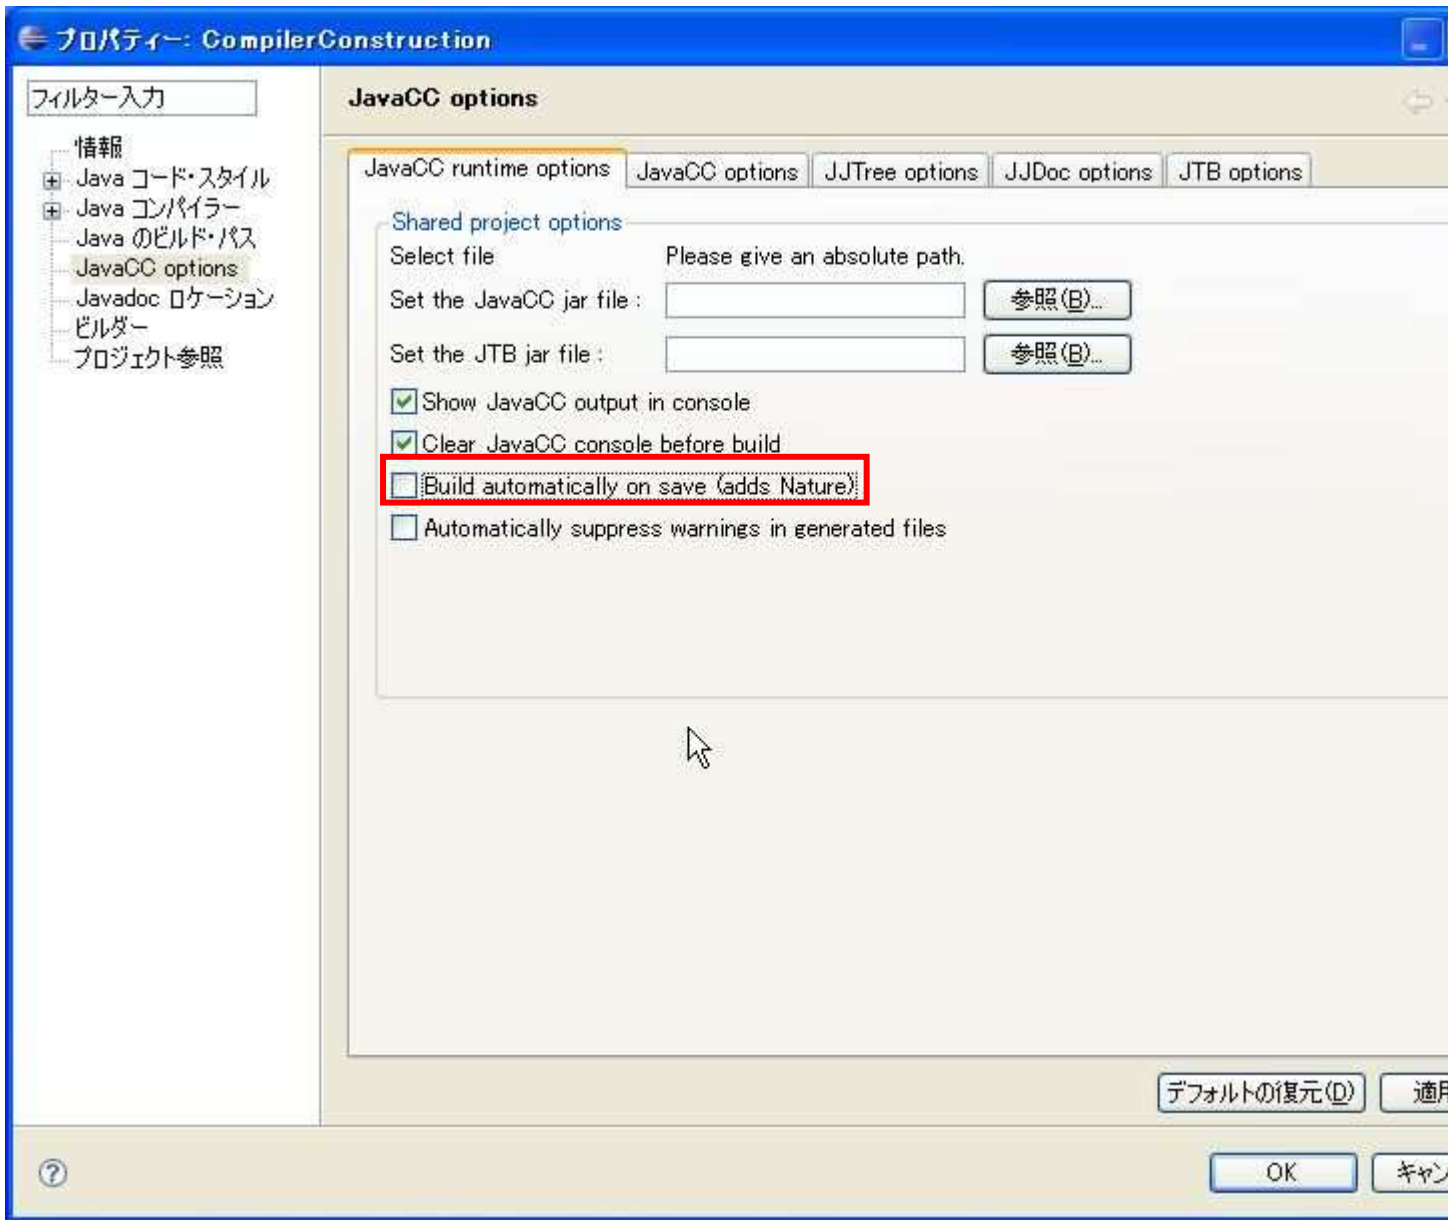 プロパティー: CompilerConstruction
フィルター入力
情報
Java コード・スタイル
Java コンパイラー
Java のビルド・パス
JavaCC options
Javadoc ロケーション
ビルダー
プロジェクト参照
JavaCC options
JavaCC runtime options
JavaCC options
JJTree options
JJDoc options
JTB options
Shared project options
Select file
Please give an absolute path.
Set the JavaCC jar file :
参照(B)...
Set the JTB jar file :
参照(B)...
Show JavaCC output in console
Clear JavaCC console before build
Build automatically on save (adds Nature)
Automatically suppress warnings in generated files
デフォルトの復元(D)
適用
OK
キャン